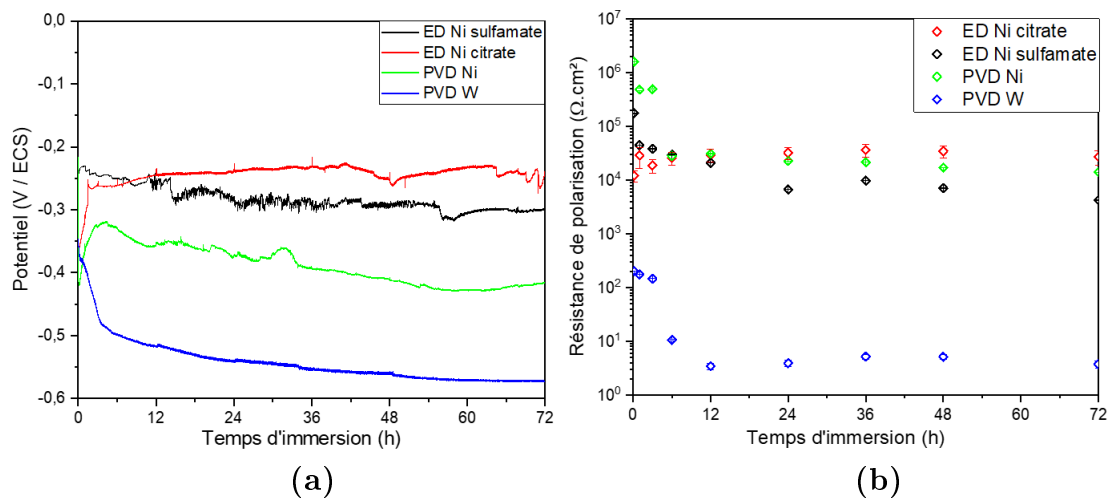 0,0
-0,1
-0,2
-0,3
-0,4
-0,5
-0,6
Potentiel (V / ECS)
ED Ni sulfamate
ED Ni citrate
PVD Ni
PVD W
0 12 24 36 48 60 72
Temps d'immersion (h)
(a)
10⁷
10⁶
10⁵
10⁴
10³
10²
10¹
10⁰
Résistance de polarisation (Ω.cm²)
ED Ni citrate
ED Ni sulfamate
PVD Ni
PVD W
0 12 24 36 48 60 72
Temps d'immersion (h)
(b)